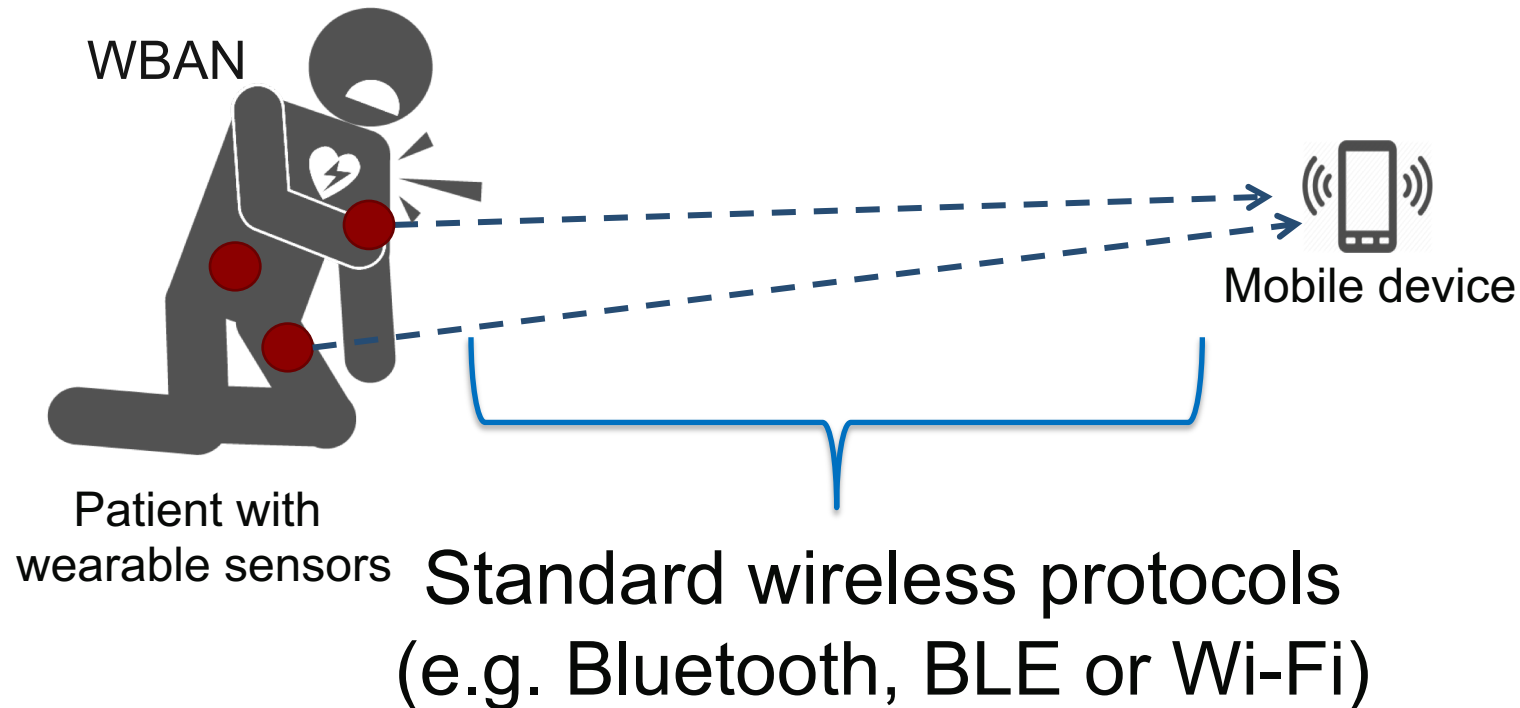 WBAN
Mobile device
Patient with
wearable sensors
Standard wireless protocols
(e.g. Bluetooth, BLE or Wi-Fi)